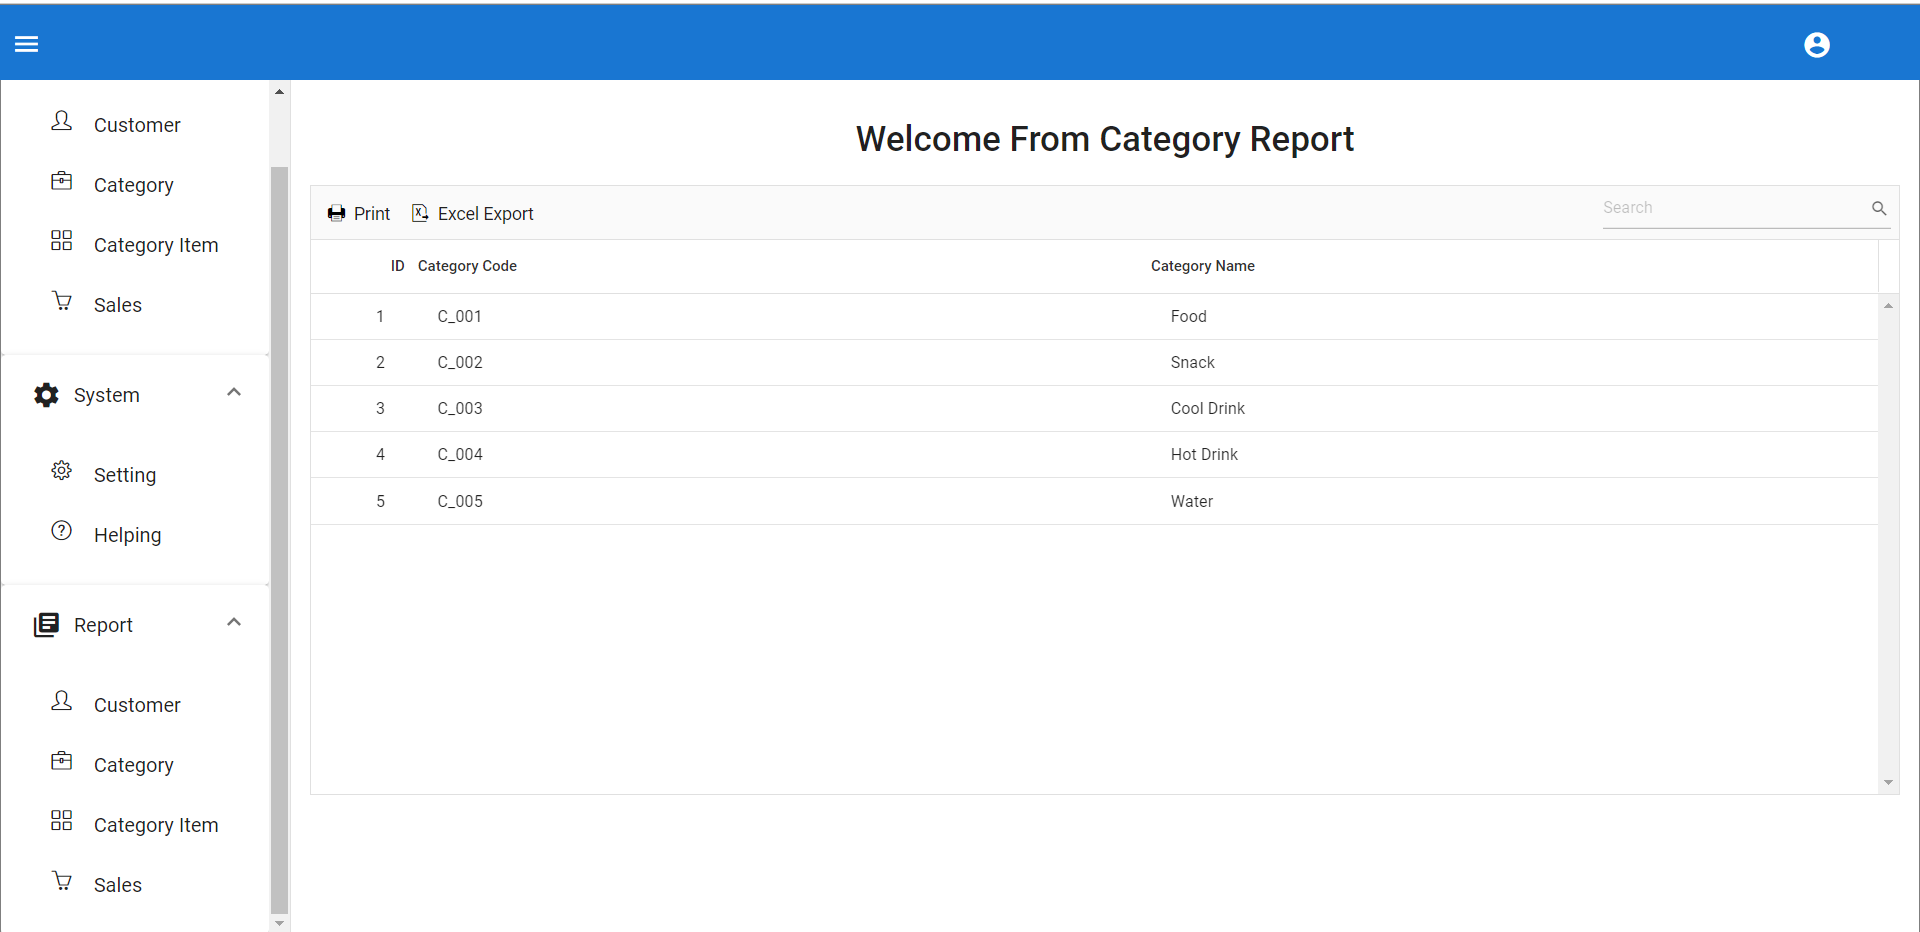 Customer
Category
Category Item
Sales
System
Setting
Helping
Report
Customer
Category
Category Item
Sales
Welcome From Category Report
Print Excel Export Search
ID Category Code Category Name
1 C_001 Food
2 C_002 Snack
3 C_003 Cool Drink
4 C_004 Hot Drink
5 C_005 Water